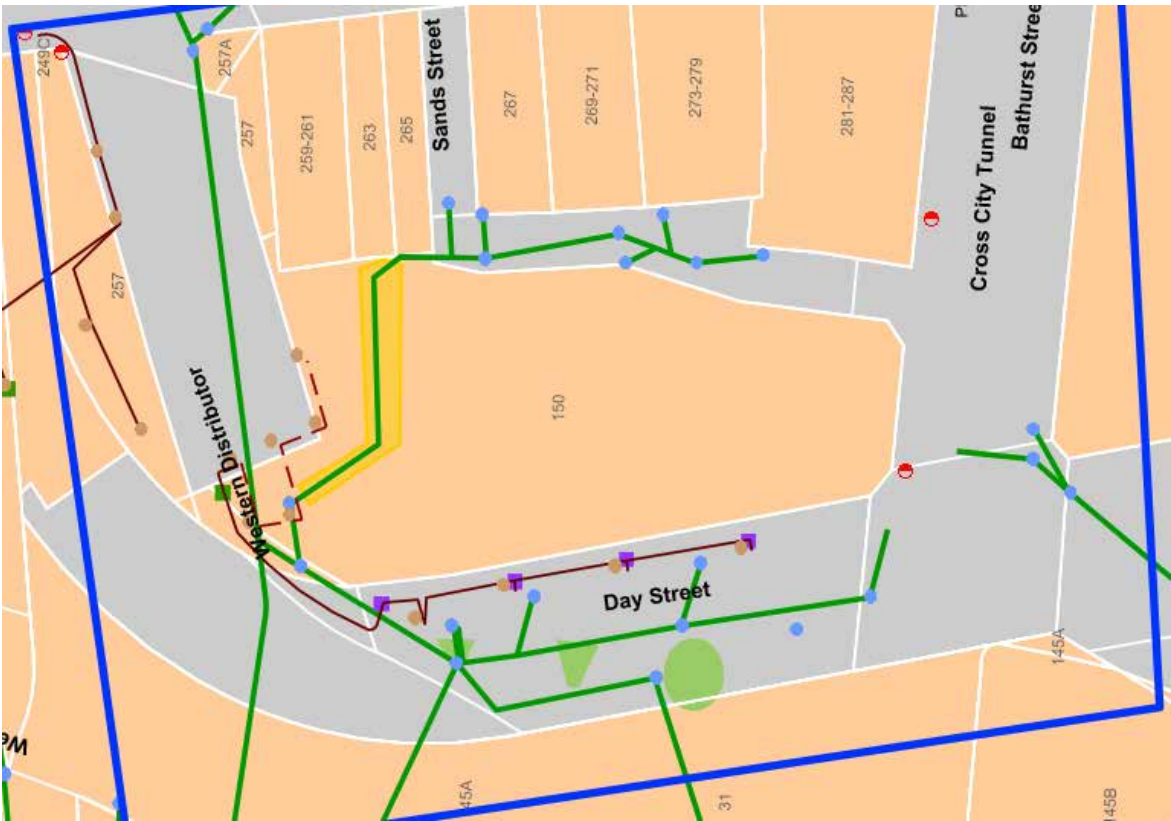 249C
257A
257
259-261
263
265
Sands Street
267
269-271
273-279
281-287
Cross City Tunnel
Bathurst Stree
P
257
Western Distributor
150
Day Street
145A
We
45A
31
145B